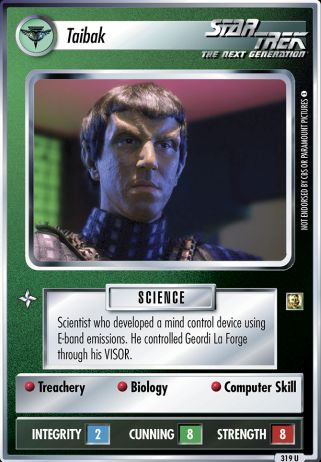 Taibak
STAR TREK
THE NEXT GENERATION
NOT ENDORSED BY CBS OR PARAMOUNT PICTURES
SCIENCE
Scientist who developed a mind control device using
E-band emissions. He controlled Geordi La Forge
through his VISOR.
Treachery Biology Computer Skill
INTEGRITY 2 CUNNING 8 STRENGTH 8
319 U